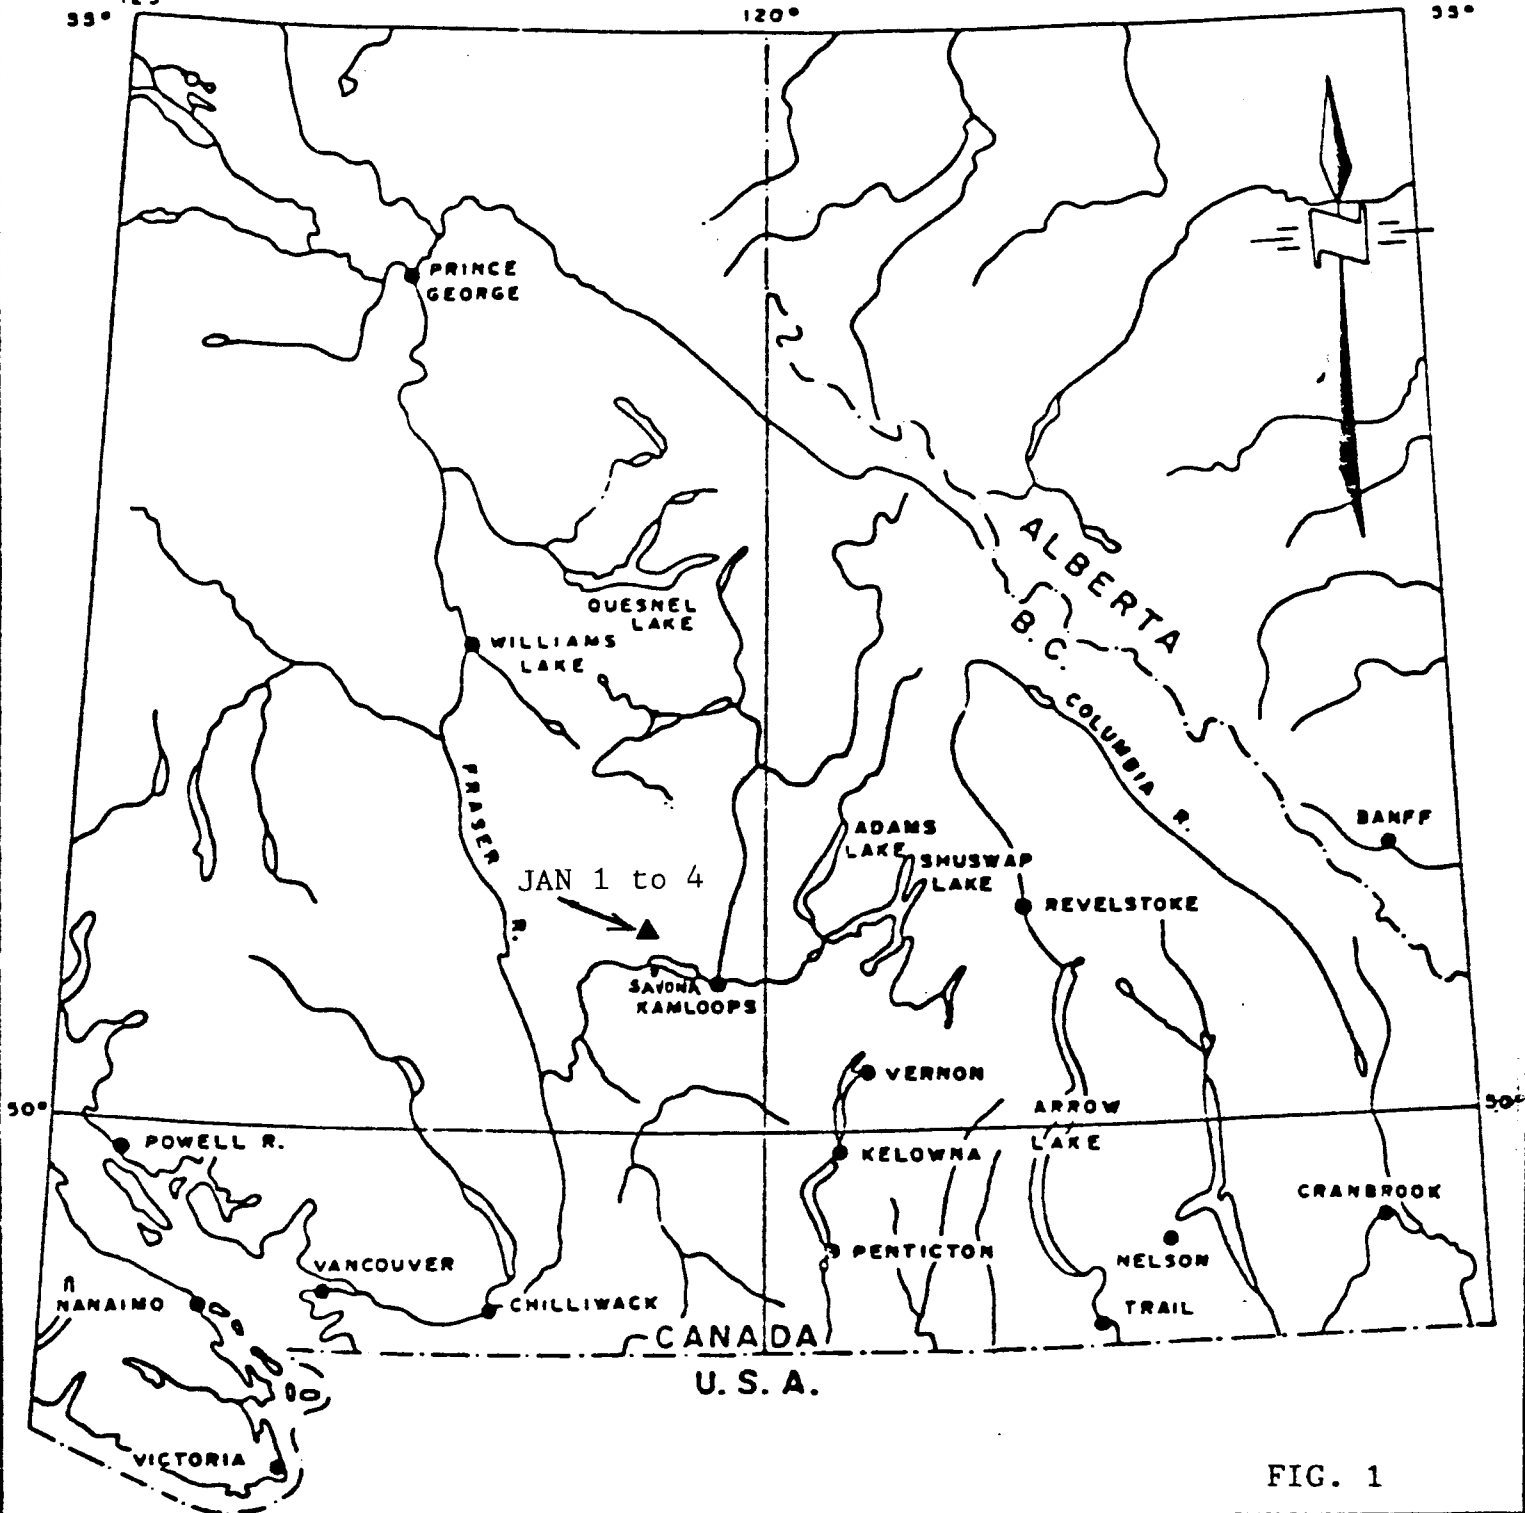 55°
120°
55°
PRINCE
GEORGE
ALBERTA
B.C.
QUESNEL
LAKE
WILLIAMS
LAKE
COLUMBIA R.
FRASER R.
BANFF
ADAMS
LAKE
SHUSWAP
LAKE
JAN 1 to 4
REVELSTOKE
SAVONA
KAMLOOPS
VERNON
50°
50°
ARROW
LAKE
POWELL R.
KELOWNA
CRANBROOK
PENTICTON
NELSON
VANCOUVER
NANAIMO
CHILLIWACK
TRAIL
CANADA
U.S.A.
VICTORIA
FIG. 1